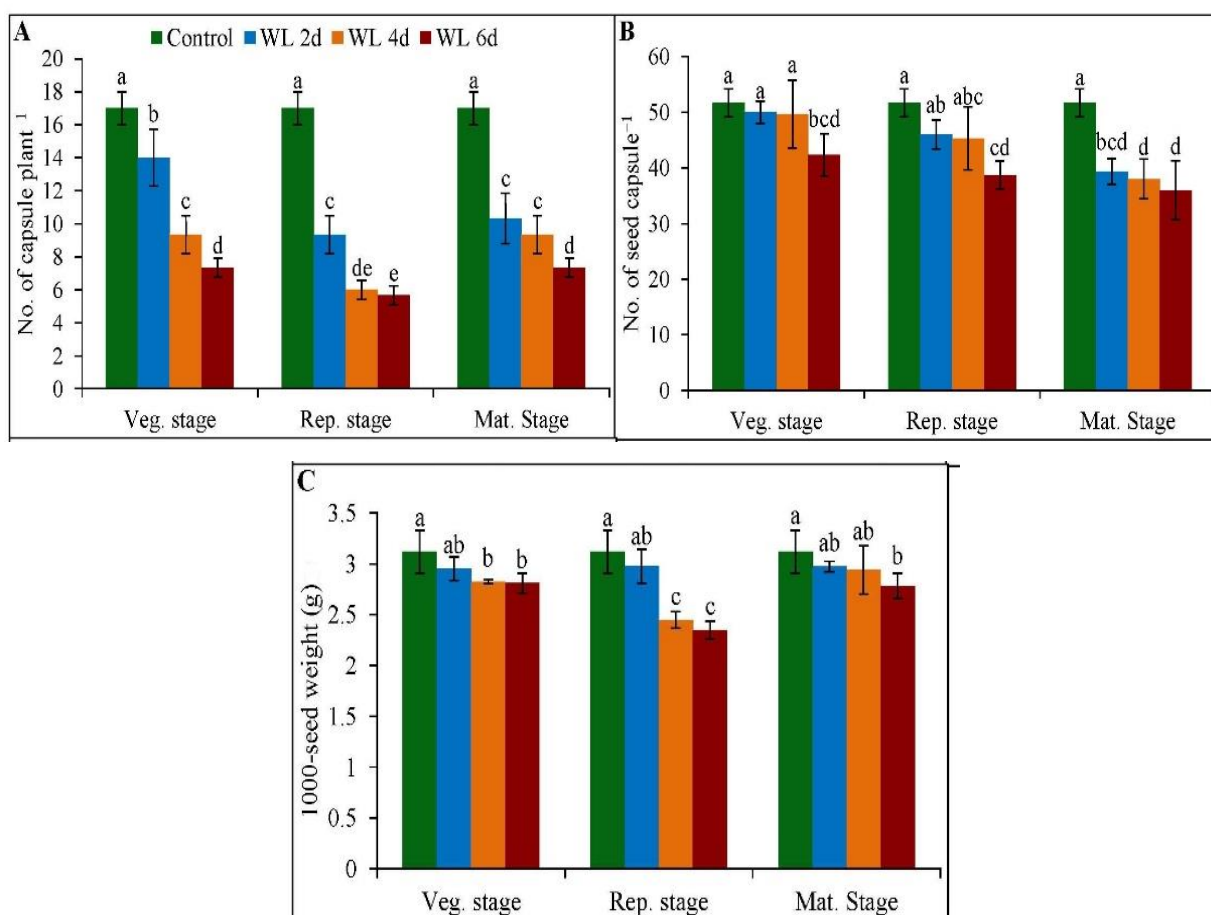 A
Control WL 2d WL 4d WL 6d
No. of capsule plant ⁻¹
20
18
16
14
12
10
8
6
4
2
0
a
b
c
d
a
c
de
e
a
c
c
d
Veg. stage
Rep. stage
Mat. Stage
B
No. of seed capsule⁻¹
60
50
40
30
20
10
0
a
a
a
bcd
a
ab
abc
cd
a
bcd
d
d
Veg. stage
Rep. stage
Mat. Stage
C
1000-seed weight (g)
3.5
3
2.5
2
1.5
1
0.5
0
a
ab
b
b
a
ab
c
c
a
ab
ab
b
Veg. stage
Rep. stage
Mat. Stage